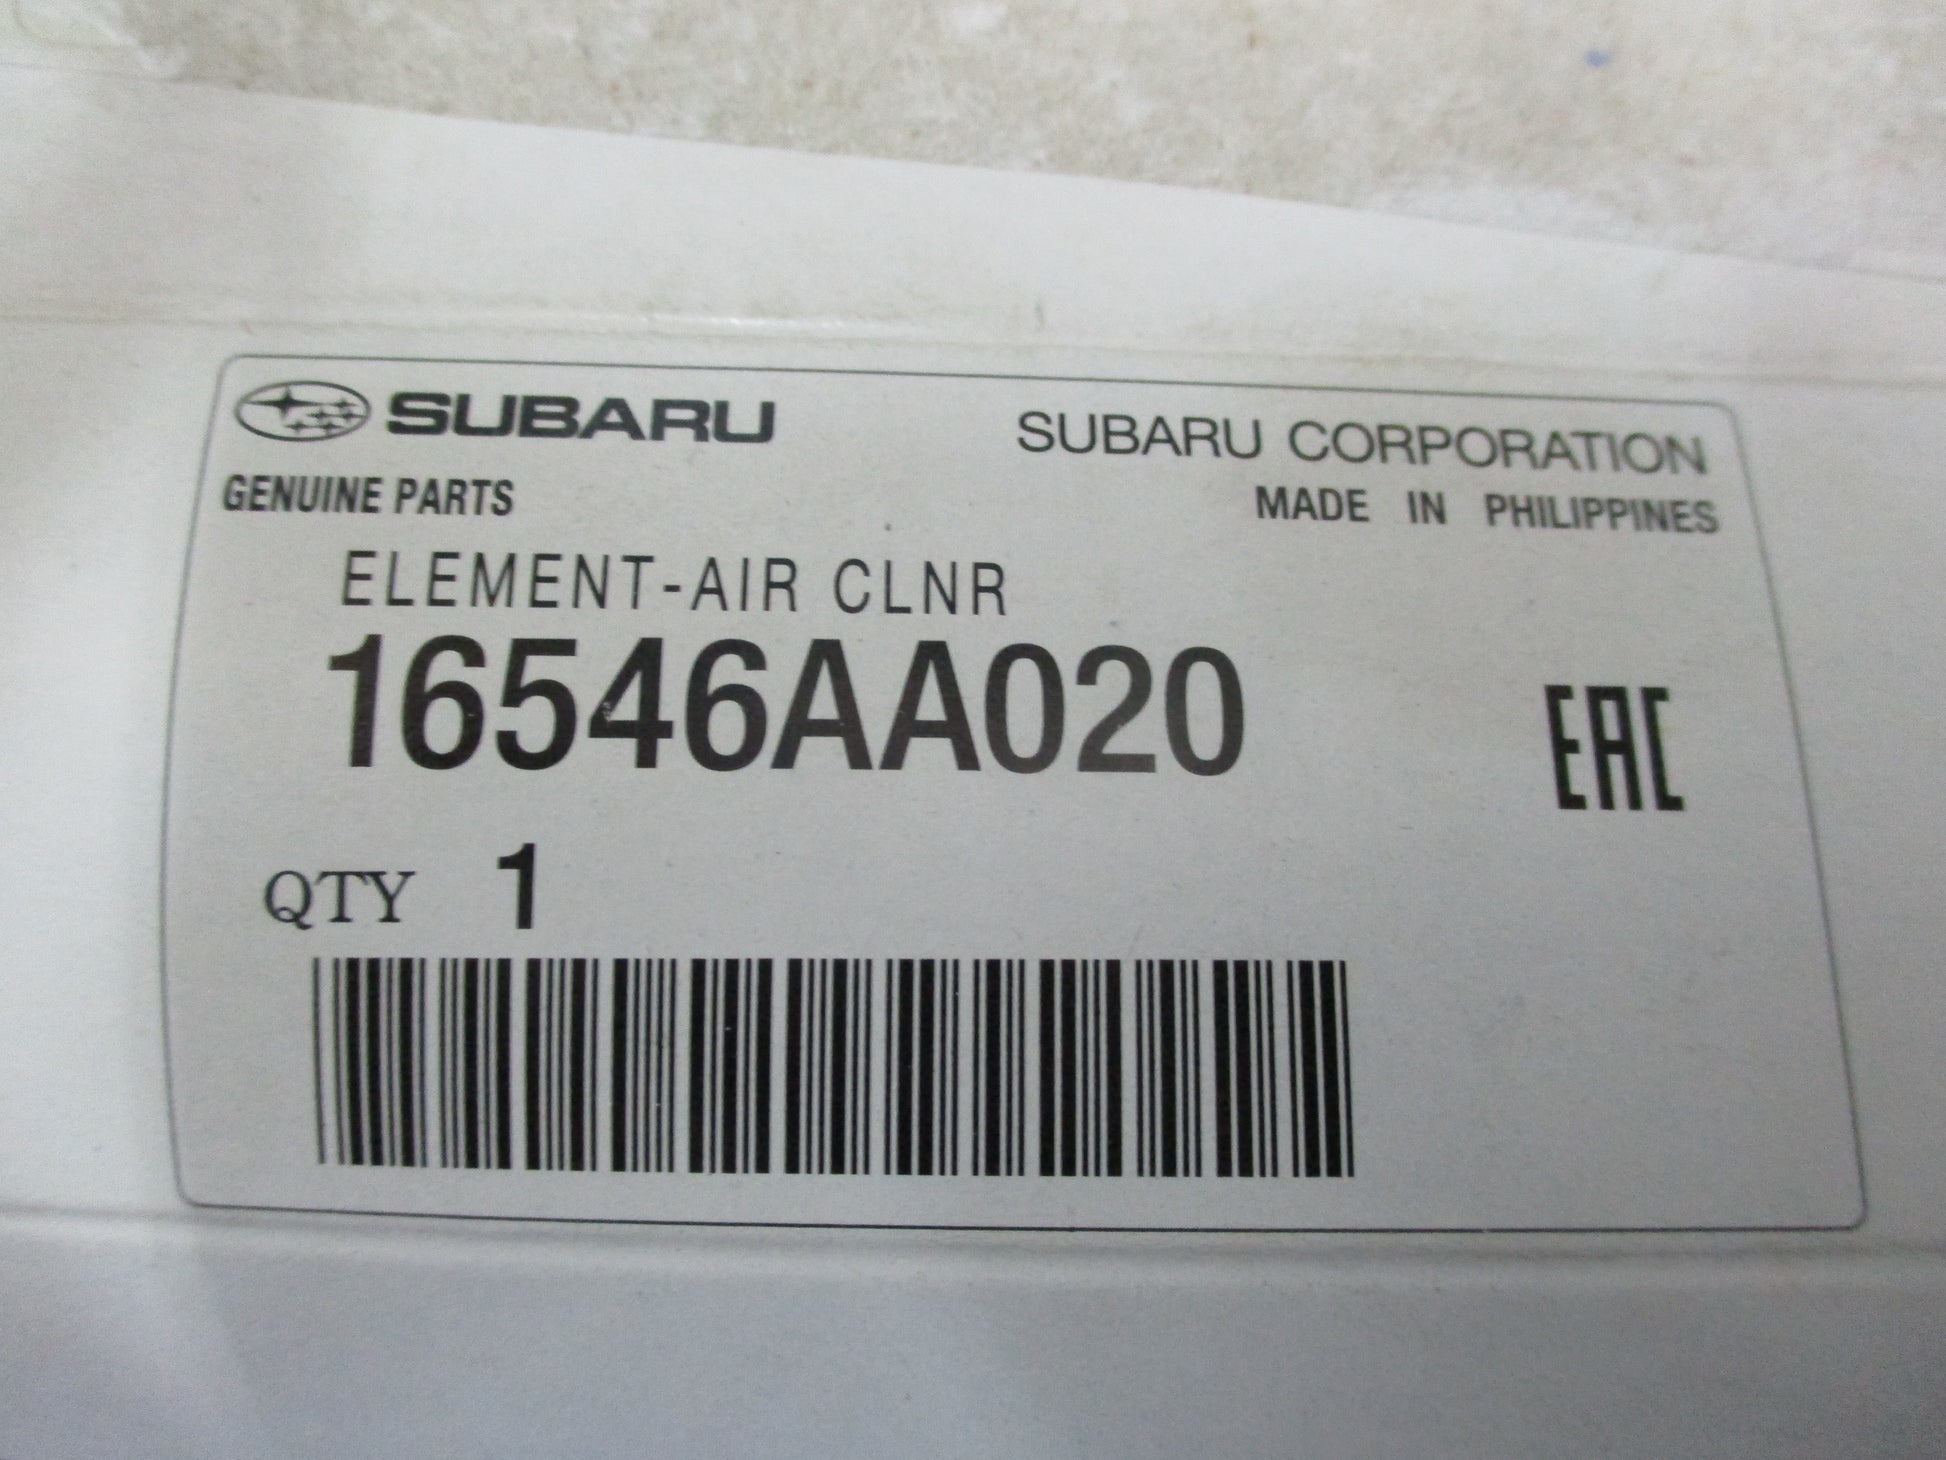 SUBARU
SUBARU CORPORATION
GENUINE PARTS
MADE IN PHILIPPINES
ELEMENT-AIR CLNR
16546AA020
EAC
QTY 1